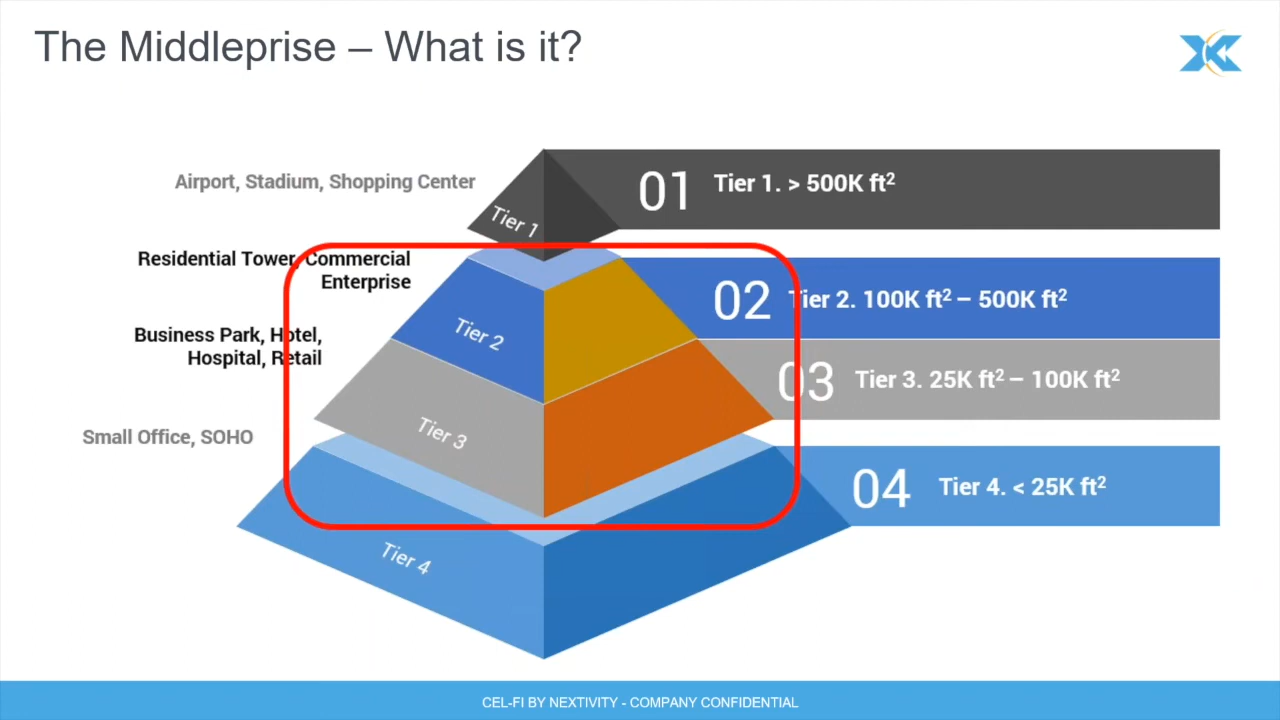 The Middleprise – What is it?
Airport, Stadium, Shopping Center
Tier 1
01
Tier 1. > 500K ft²
Residential Tower, Commercial
Enterprise
Tier 2
02
Tier 2. 100K ft² – 500K ft²
Business Park, Hotel,
Hospital, Retail
Tier 3
03
Tier 3. 25K ft² – 100K ft²
Small Office, SOHO
Tier 4
04
Tier 4. < 25K ft²
CEL-FI BY NEXTIVITY - COMPANY CONFIDENTIAL